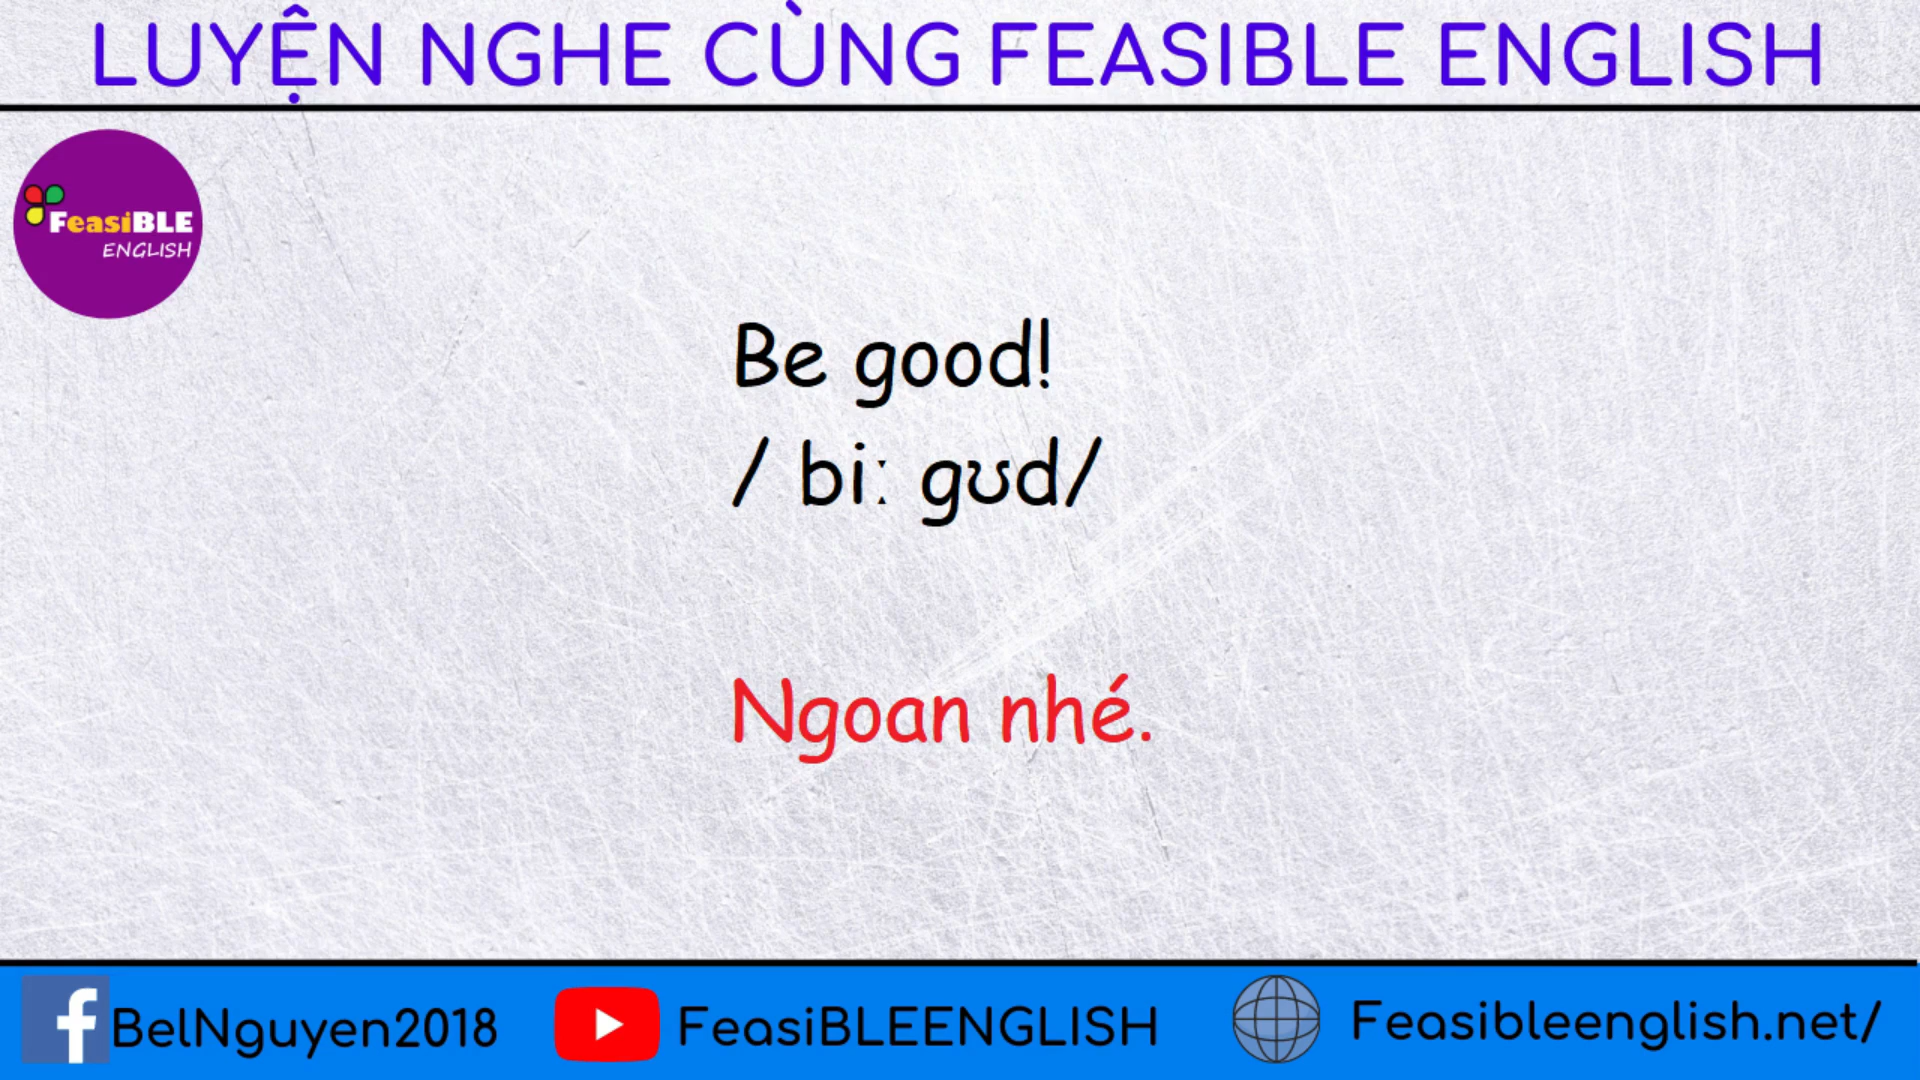 LUYỆN NGHE CÙNG FEASIBLE ENGLISH
FeasiBLE
ENGLISH
Be good!
/ biː gʊd/
Ngoan nhé.
BelNguyen2018
FeasiBLEENGLISH
Feasibleenglish.net/